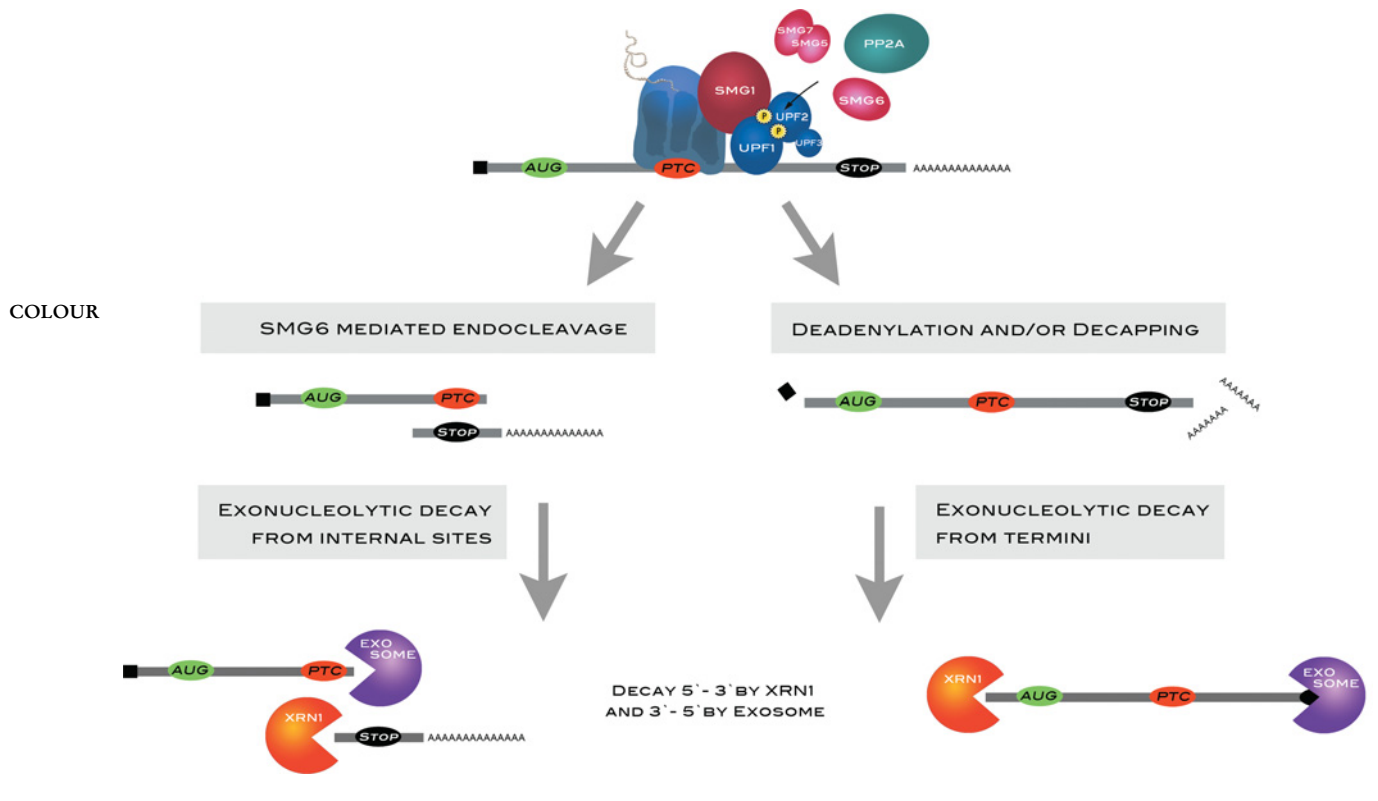 SMG7
SMG5
PP2A
SMG1
SMG6
P
UPF2
P
UPF1
UPF3
AUG
PTC
STOP
AAAAAAAAAAAAAA
COLOUR
SMG6 MEDIATED ENDOCLEAVAGE
DEADENYLATION AND/OR DECAPPING
AUG
PTC
STOP
AAAAAAAAAAAAAA
AUG
PTC
STOP
AAAAAAA
AAAAAAA
EXONUCLEOLYTIC DECAY
FROM INTERNAL SITES
EXONUCLEOLYTIC DECAY
FROM TERMINI
AUG
PTC
EXO
SOME
XRN1
STOP
AAAAAAAAAAAAAA
DECAY 5`- 3`BY XRN1
AND 3`- 5`BY EXOSOME
XRN1
AUG
PTC
EXO
SOME